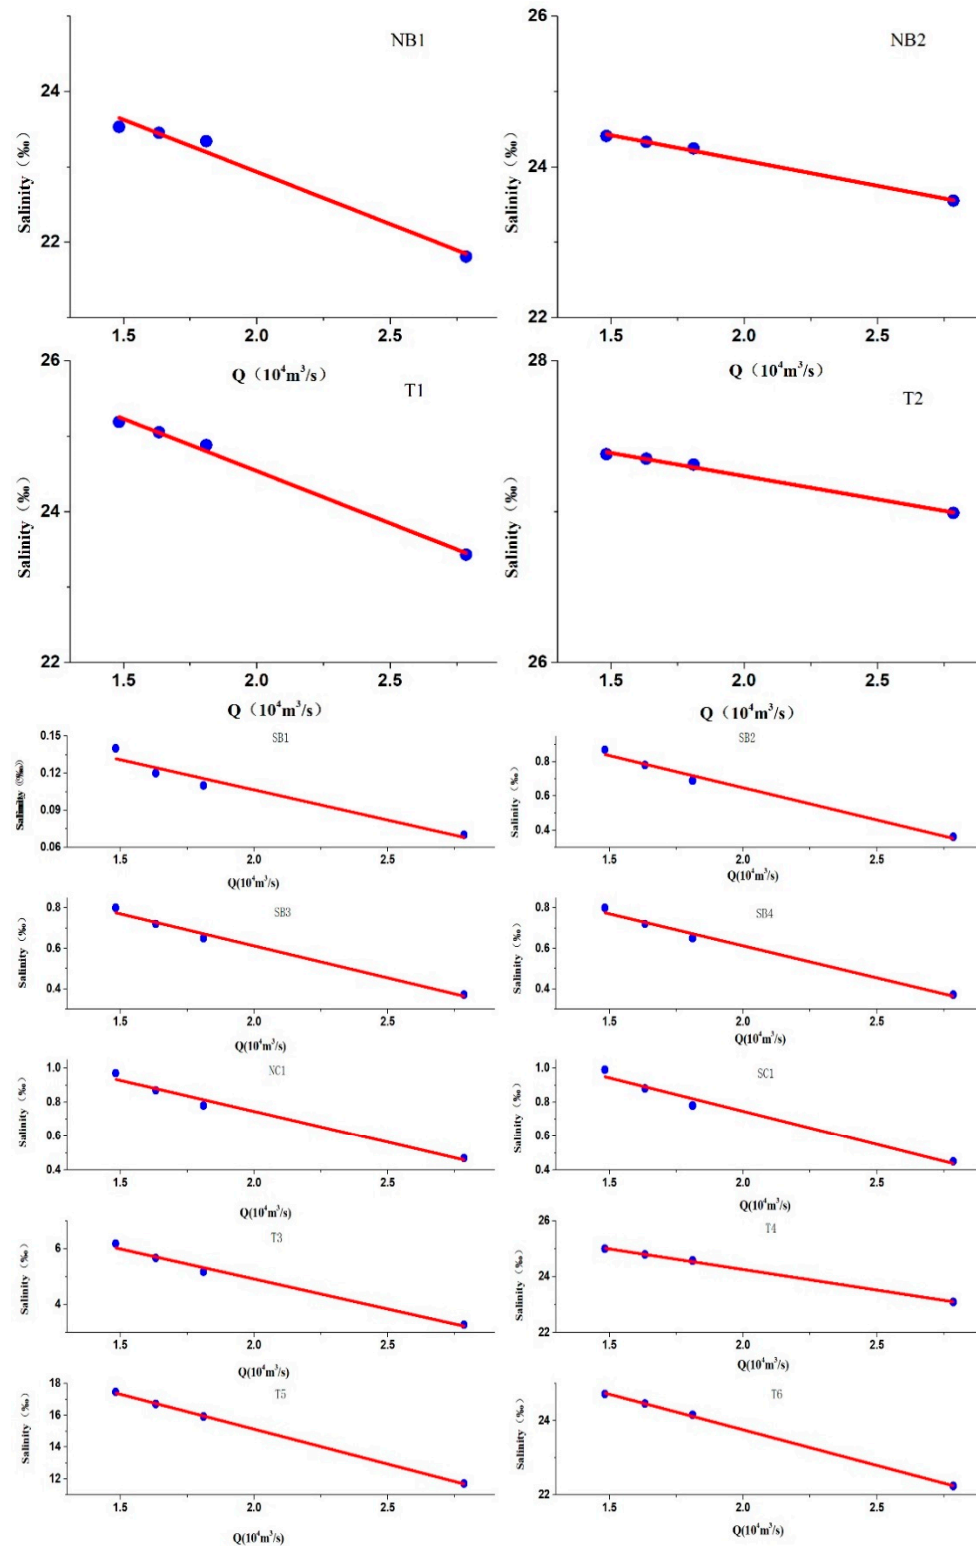 NB1
24
22
Salinity（‰）
1.5 2.0 2.5
Q（10⁴m³/s）
NB2
26
24
22
Salinity（‰）
1.5 2.0 2.5
Q（10⁴m³/s）
T1
26
24
22
Salinity（‰）
1.5 2.0 2.5
Q（10⁴m³/s）
T2
28
26
Salinity（‰）
1.5 2.0 2.5
Q（10⁴m³/s）
SB1
0.15
0.12
0.09
0.06
Salinity（‰）
1.5 2.0 2.5
Q(10⁴m³/s)
SB2
0.8
0.6
0.4
Salinity（‰）
1.5 2.0 2.5
Q(10⁴m³/s)
SB3
0.8
0.6
0.4
Salinity（‰）
1.5 2.0 2.5
Q(10⁴m³/s)
SB4
0.8
0.6
0.4
Salinity（‰）
1.5 2.0 2.5
Q(10⁴m³/s)
NC1
1.0
0.8
0.6
0.4
Salinity（‰）
1.5 2.0 2.5
Q(10⁴m³/s)
SC1
1.0
0.8
0.6
0.4
Salinity（‰）
1.5 2.0 2.5
Q(10⁴m³/s)
T3
6
4
Salinity（‰）
1.5 2.0 2.5
Q(10⁴m³/s)
T4
26
24
22
Salinity（‰）
1.5 2.0 2.5
Q(10⁴m³/s)
T5
18
16
14
12
Salinity（‰）
1.5 2.0 2.5
Q(10⁴m³/s)
T6
24
22
Salinity（‰）
1.5 2.0 2.5
Q(10⁴m³/s)